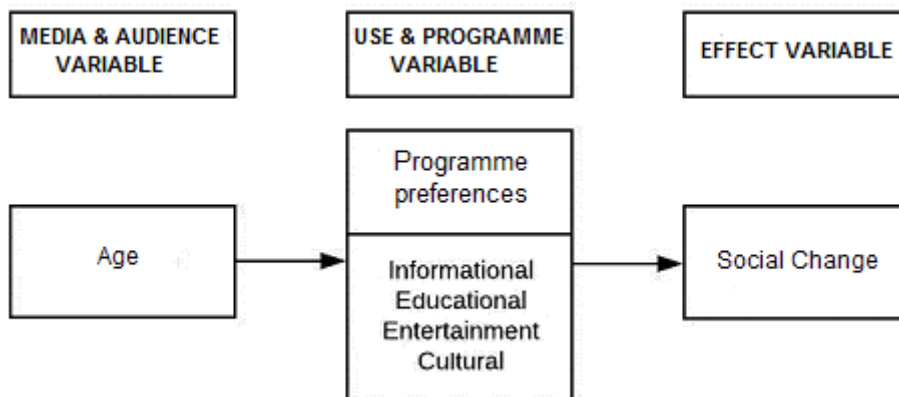 MEDIA & AUDIENCE
VARIABLE
USE & PROGRAMME
VARIABLE
EFFECT VARIABLE
Age
Programme
preferences
Informational
Educational
Entertainment
Cultural
Social Change